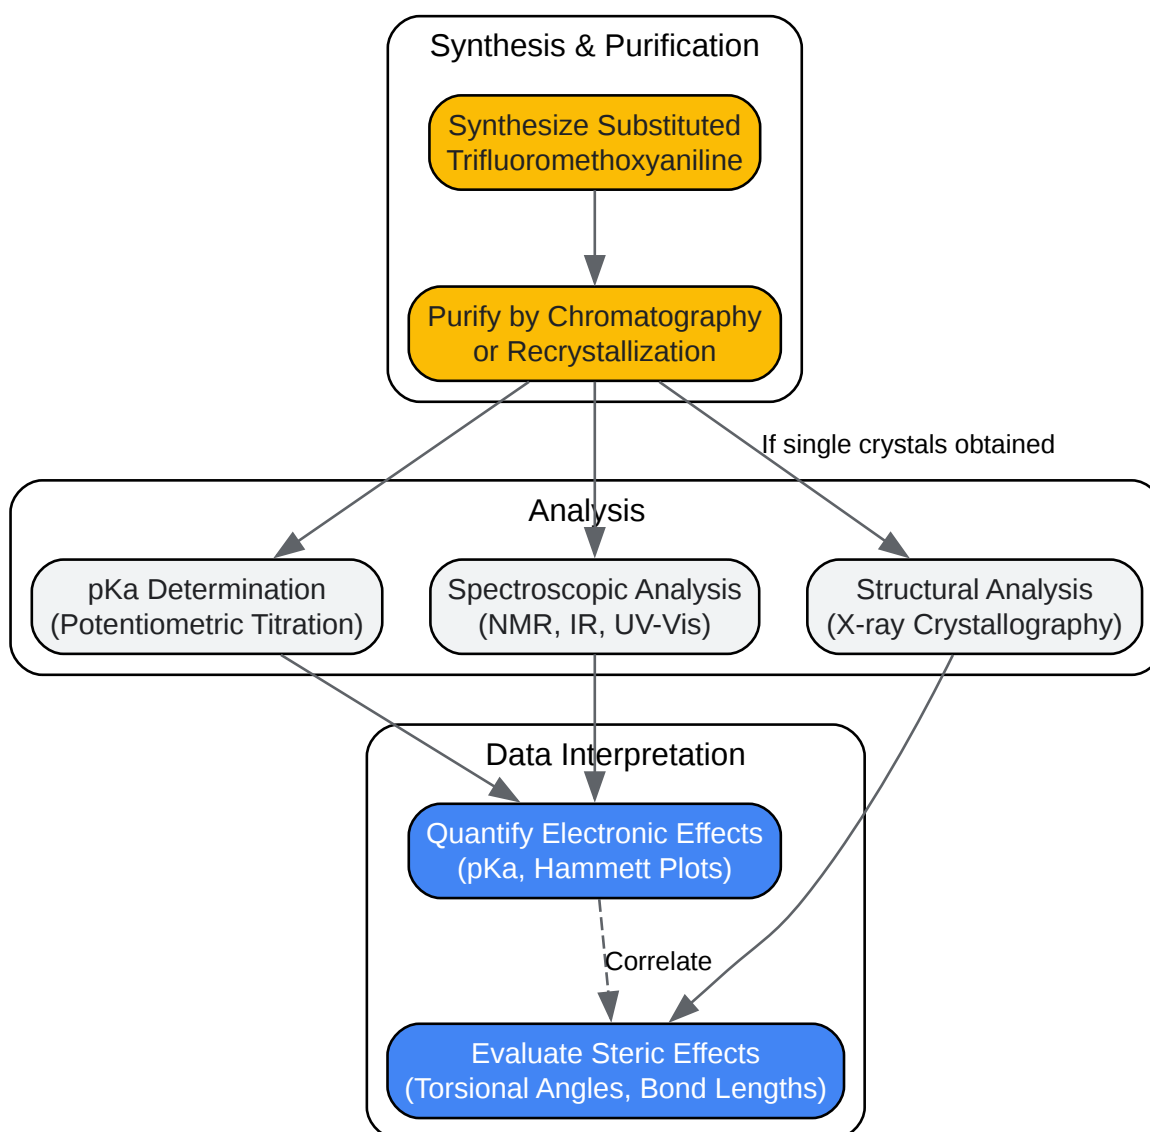 Synthesis & Purification
Synthesize Substituted
Trifluoromethoxyaniline
Purify by Chromatography
or Recrystallization
If single crystals obtained
Analysis
pKa Determination
(Potentiometric Titration)
Spectroscopic Analysis
(NMR, IR, UV-Vis)
Structural Analysis
(X-ray Crystallography)
Data Interpretation
Quantify Electronic Effects
(pKa, Hammett Plots)
Correlate
Evaluate Steric Effects
(Torsional Angles, Bond Lengths)